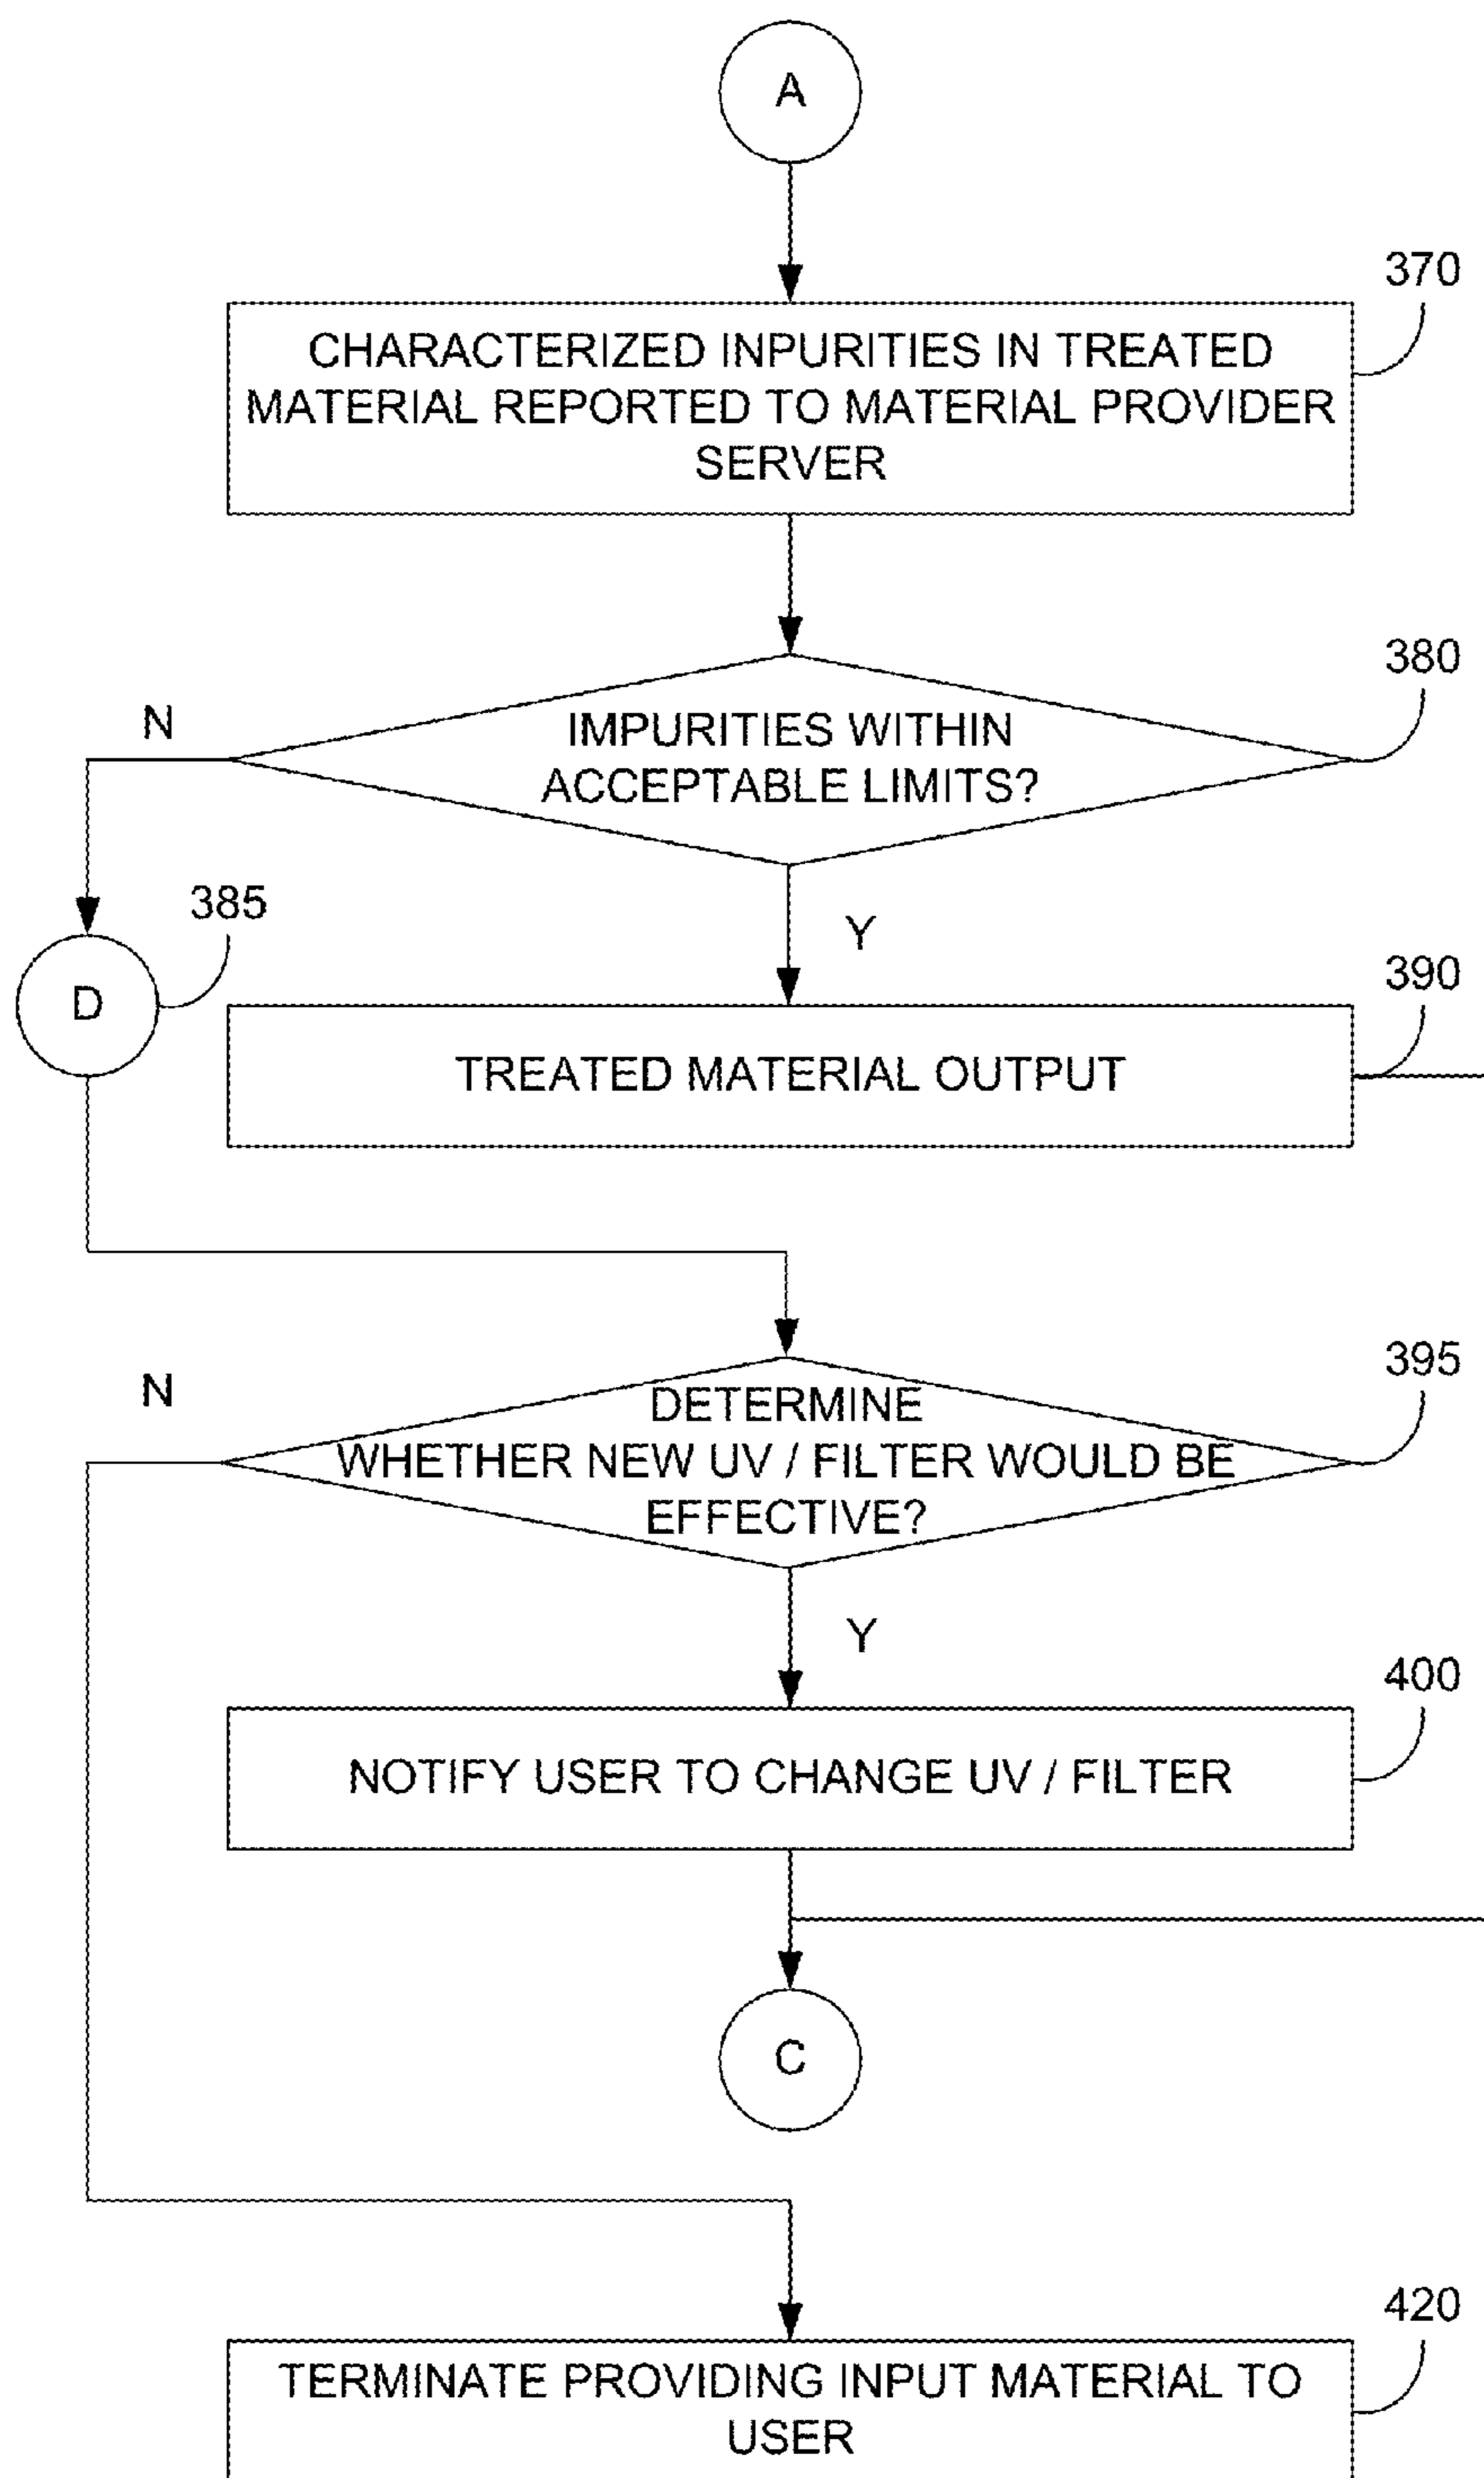 A
370
CHARACTERIZED INPURITIES IN TREATED
MATERIAL REPORTED TO MATERIAL PROVIDER
SERVER
380
N
IMPURITIES WITHIN
ACCEPTABLE LIMITS?
385
Y
D
390
TREATED MATERIAL OUTPUT
395
N
DETERMINE
WHETHER NEW UV / FILTER WOULD BE
EFFECTIVE?
Y
400
NOTIFY USER TO CHANGE UV / FILTER
C
420
TERMINATE PROVIDING INPUT MATERIAL TO
USER